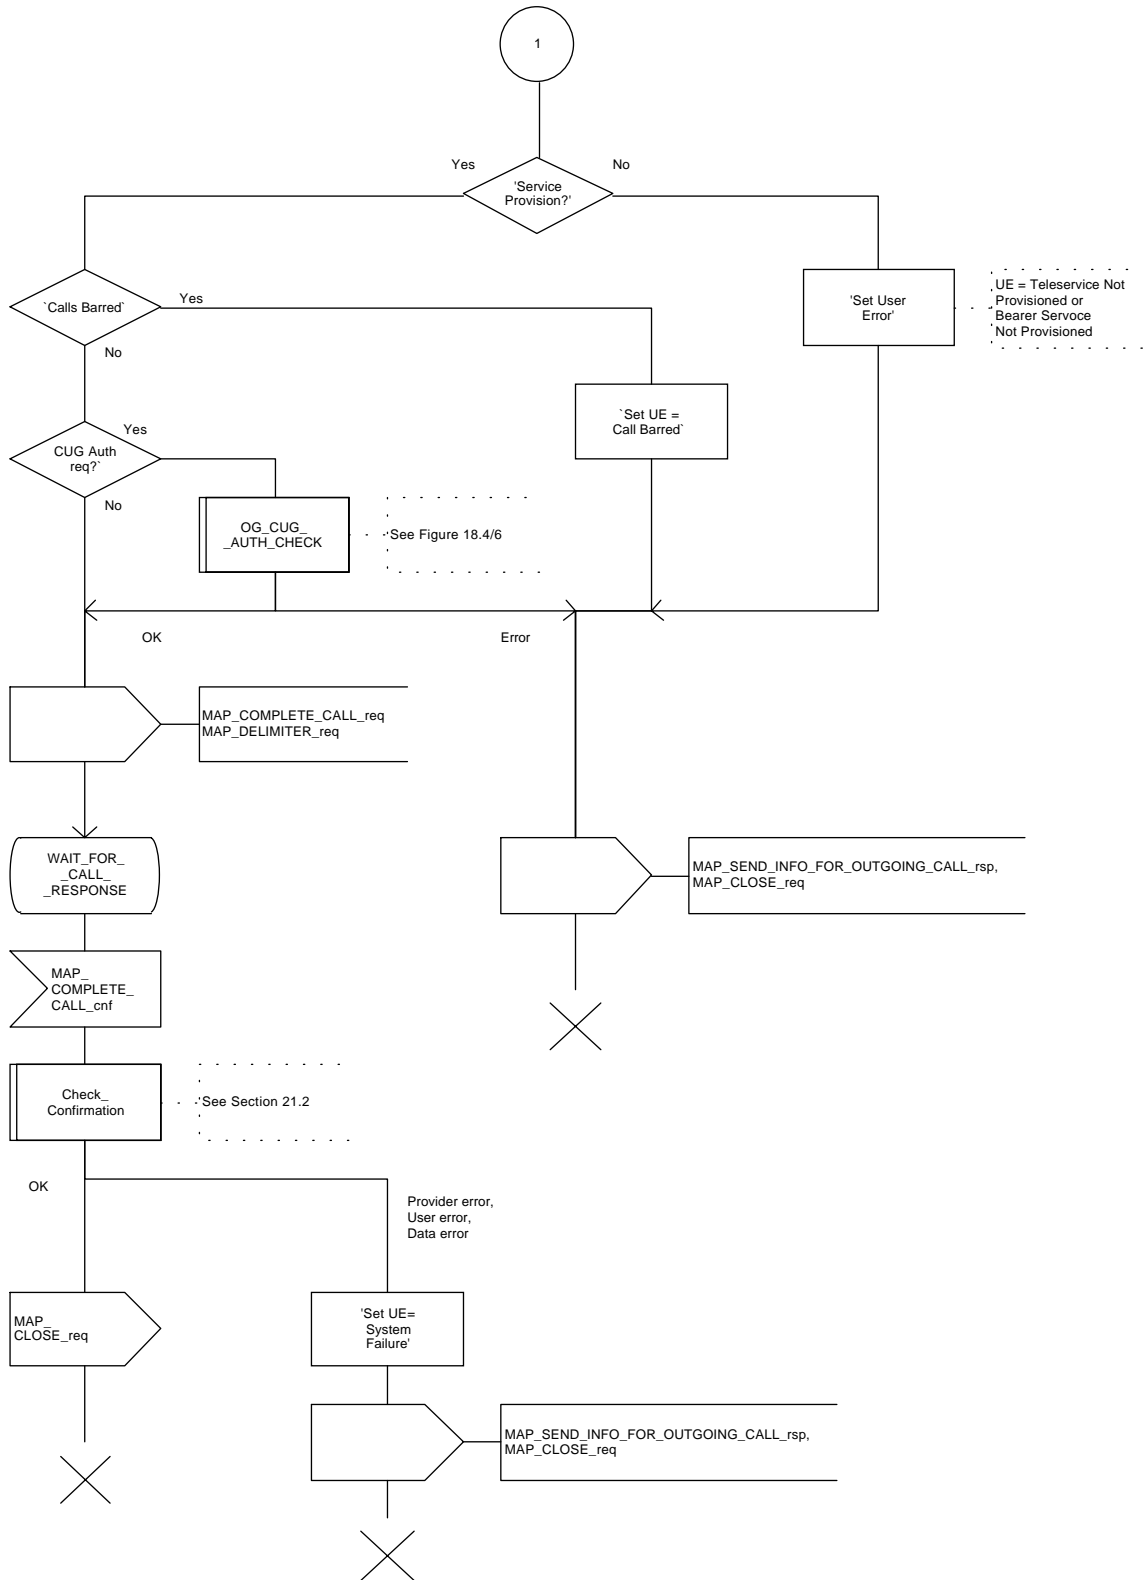 1
Yes
No
'Service
Provision?'
`Calls Barred`
Yes
No
'Set User
Error'
UE = Teleservice Not
Provisioned or
Bearer Servoce
Not Provisioned
`Set UE =
Call Barred`
CUG Auth
req?`
Yes
No
OG_CUG_
_AUTH_CHECK
See Figure 18.4/6
OK
Error
MAP_COMPLETE_CALL_req
MAP_DELIMITER_req
WAIT_FOR_
_CALL_
_RESPONSE
MAP_SEND_INFO_FOR_OUTGOING_CALL_rsp,
MAP_CLOSE_req
MAP_
COMPLETE_
CALL_cnf
Check_
Confirmation
See Section 21.2
OK
Provider error,
User error,
Data error
MAP_
CLOSE_req
'Set UE=
System
Failure'
MAP_SEND_INFO_FOR_OUTGOING_CALL_rsp,
MAP_CLOSE_req